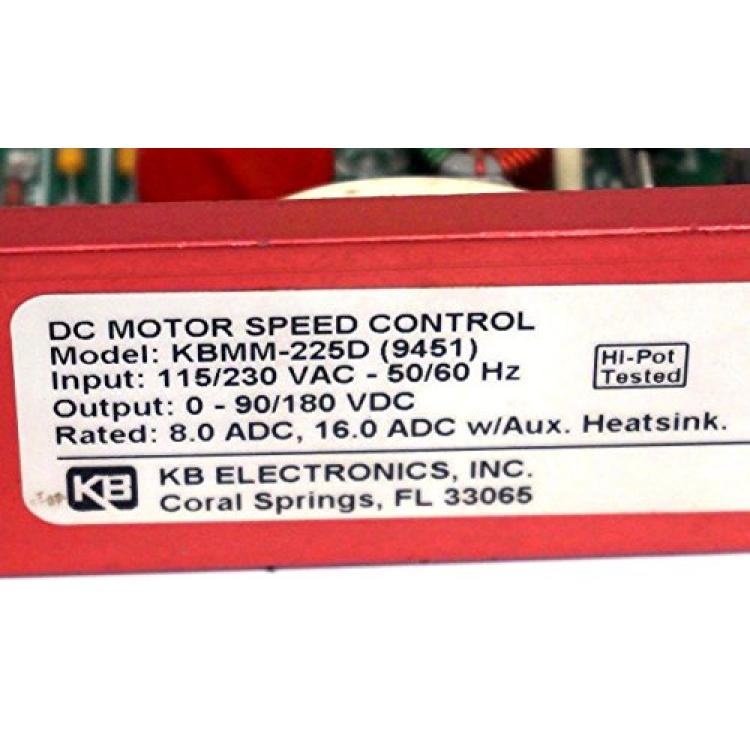 DC MOTOR SPEED CONTROL
Model: KBMM-225D (9451)
Input: 115/230 VAC - 50/60 Hz
Output: 0 - 90/180 VDC
Rated: 8.0 ADC, 16.0 ADC w/Aux. Heatsink.
Hi-Pot
Tested
KB
KB ELECTRONICS, INC.
Coral Springs, FL 33065